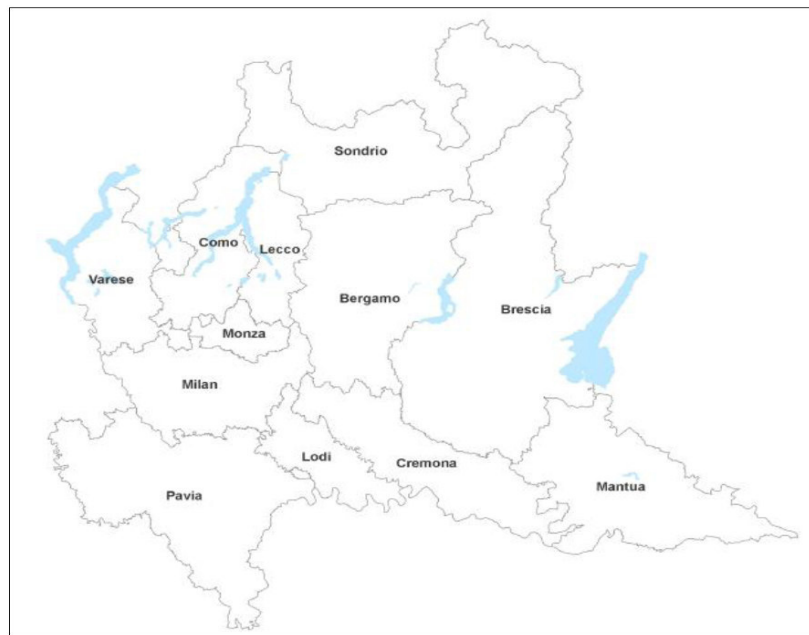 Sondrio
Como
Lecco
Varese
Bergamo
Brescia
Monza
Milan
Lodi
Cremona
Mantua
Pavia